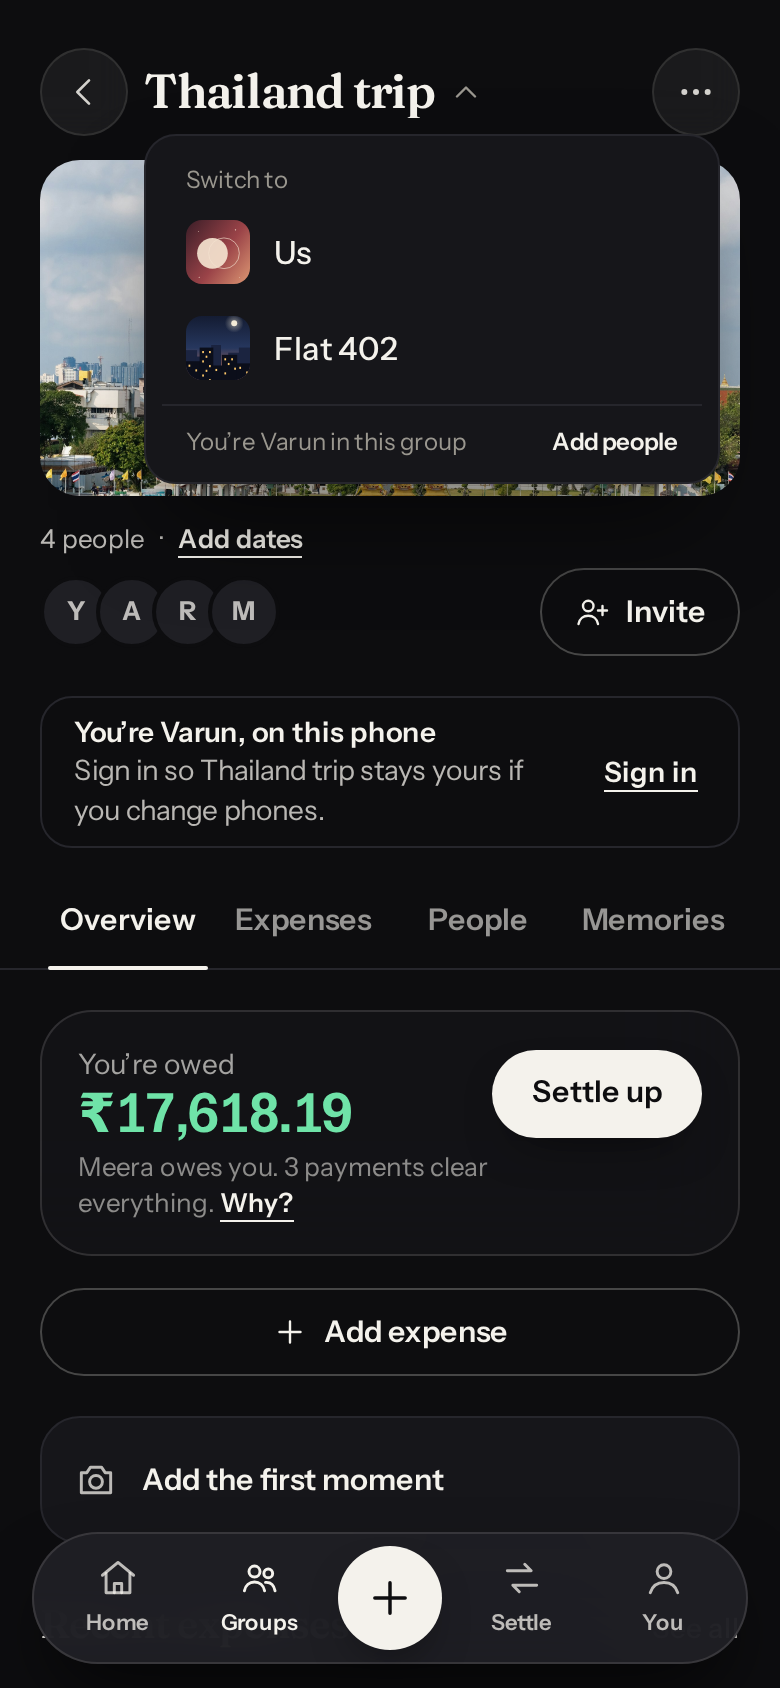 Thailand trip
Switch to
Us
Flat 402
You’re Varun in this group
Add people
4 people · Add dates
Y A R M
Invite
You’re Varun, on this phone
Sign in so Thailand trip stays yours if
you change phones.
Sign in
Overview Expenses People Memories
You’re owed
₹17,618.19
Settle up
Meera owes you. 3 payments clear
everything. Why?
Add expense
Add the first moment
Home Groups Settle You